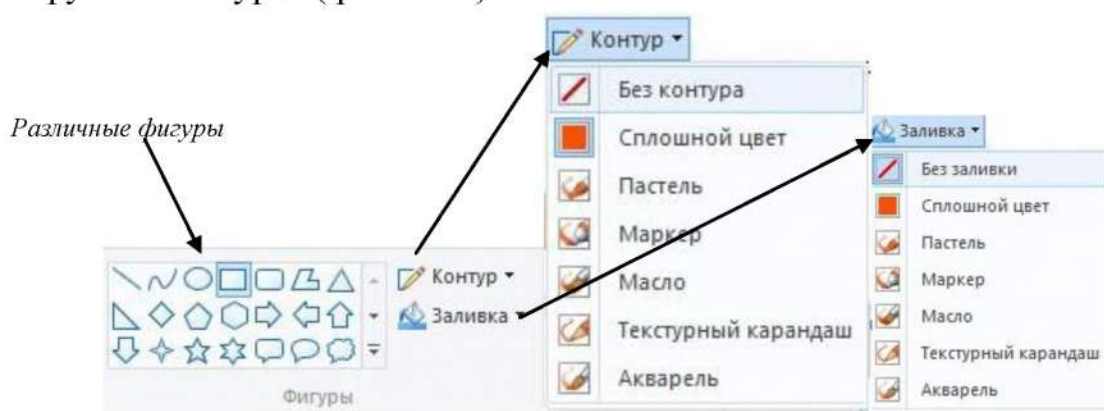 Контур
Без контура
Сплошной цвет
Пастель
Маркер
Масло
Текстурный карандаш
Акварель
Различные фигуры
Заливка
Без заливки
Сплошной цвет
Пастель
Маркер
Масло
Текстурный карандаш
Акварель
Контур
Заливка
Фигуры